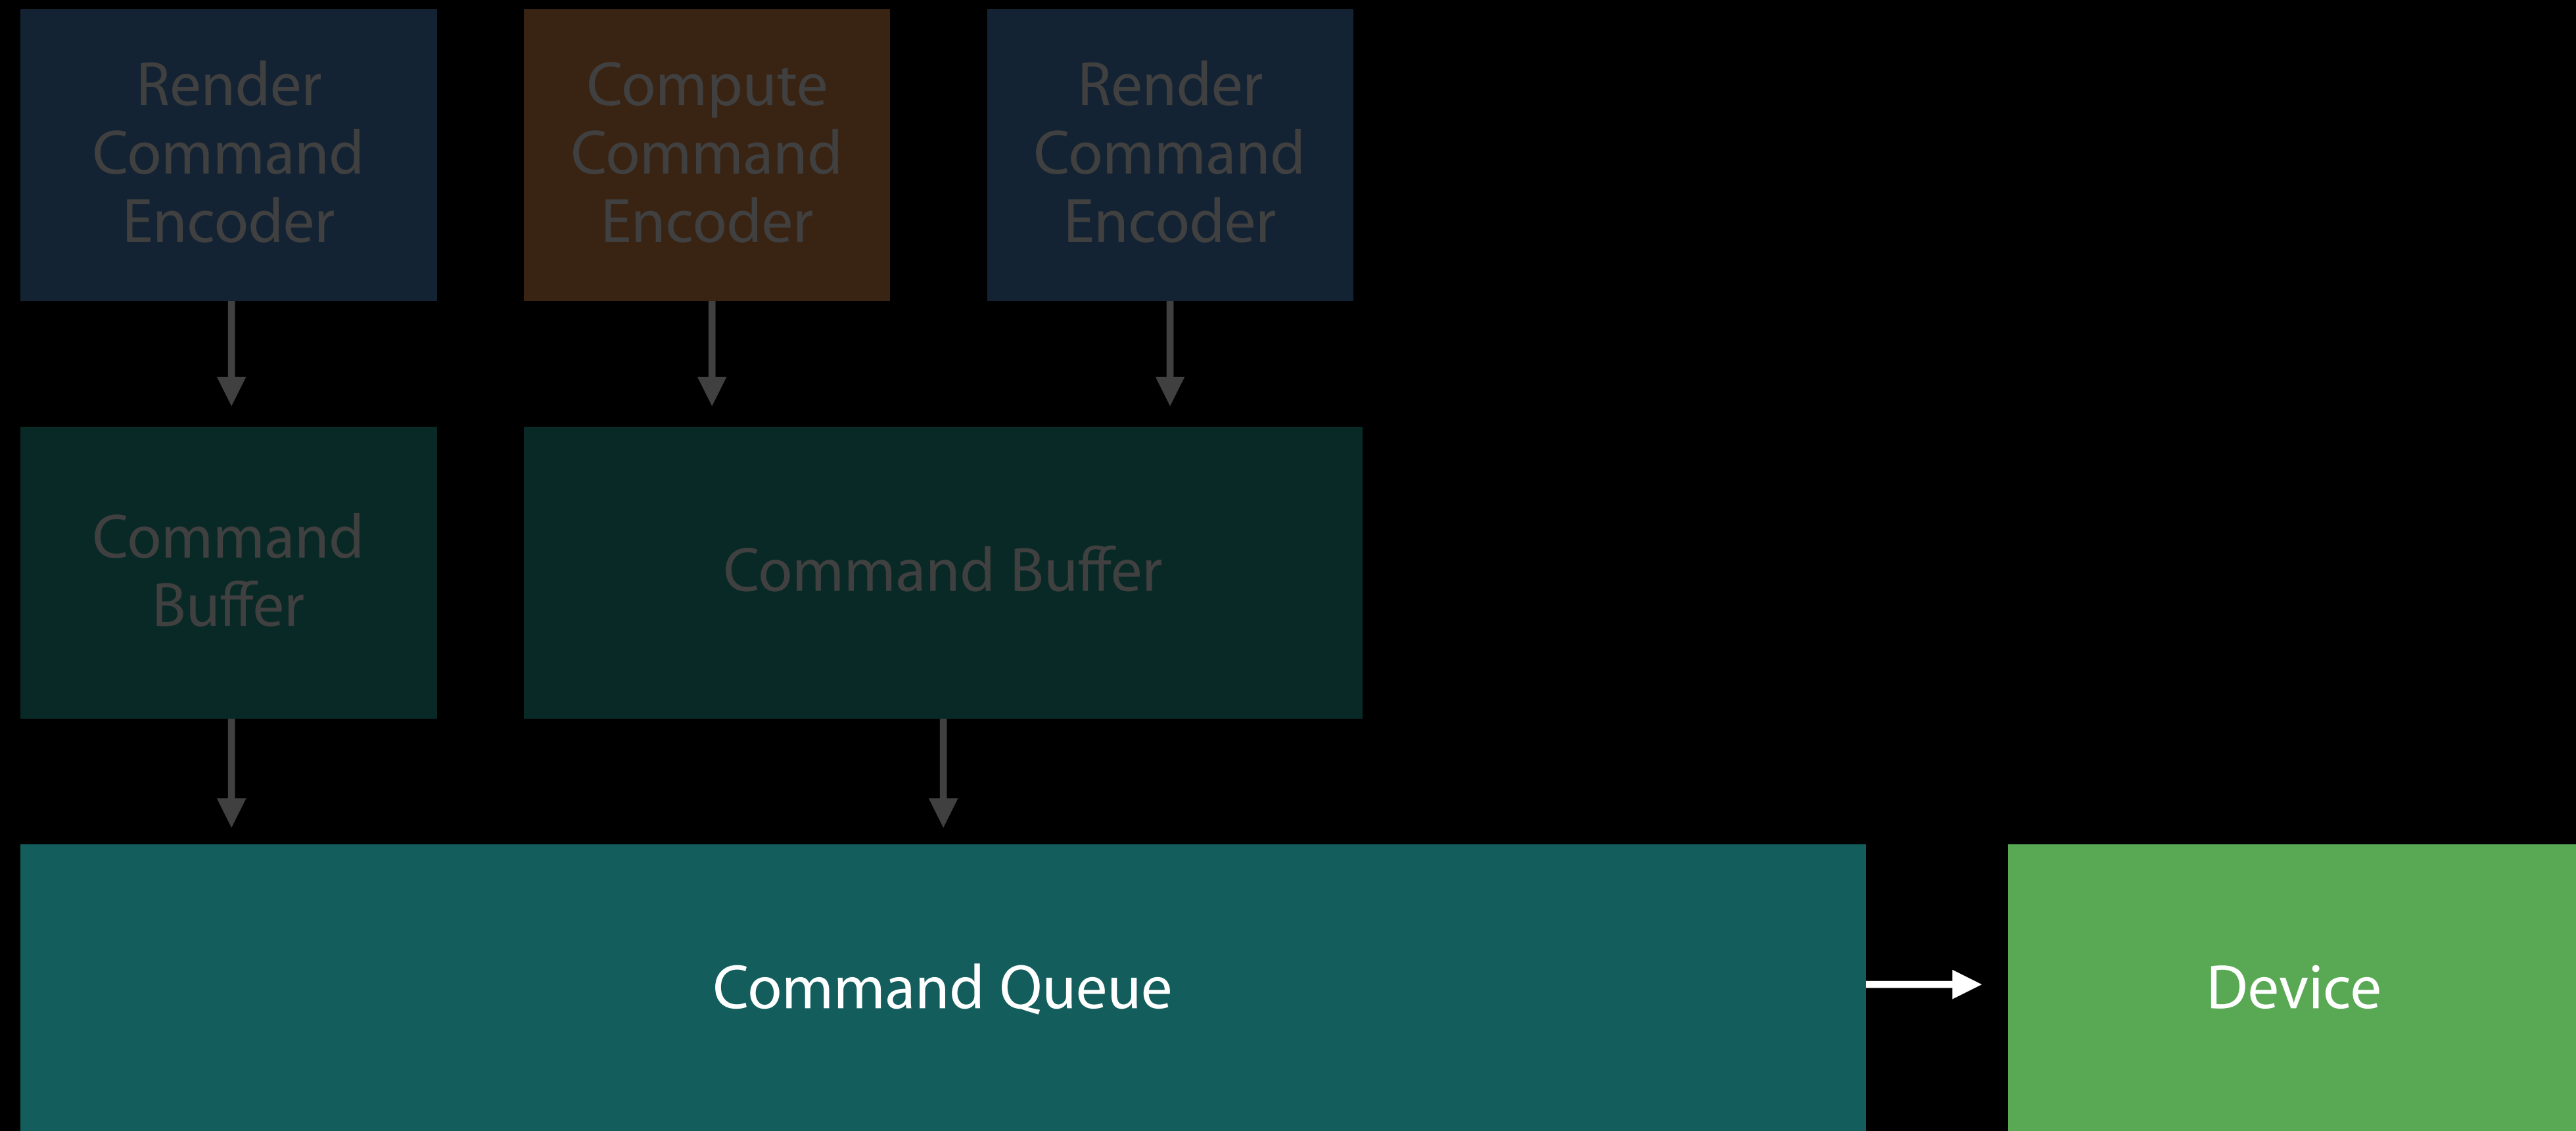 Render
Command
Encoder
Compute
Command
Encoder
Render
Command
Encoder
Command
Buffer
Command Buffer
Command Queue
Device